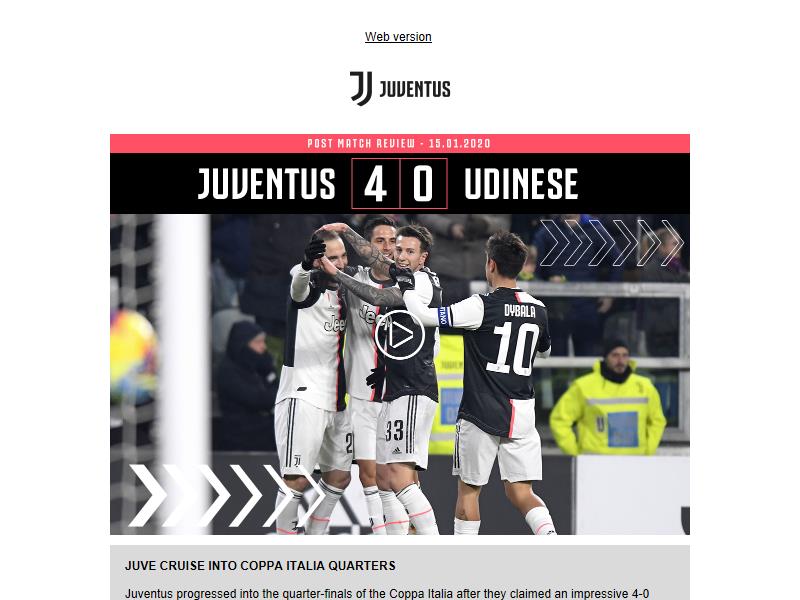 Web version
JUVENTUS
POST MATCH REVIEW - 15.01.2020
JUVENTUS 4 0 UDINESE
DYBALA
10
33
2
JUVE CRUISE INTO COPPA ITALIA QUARTERS
Juventus progressed into the quarter-finals of the Coppa Italia after they claimed an impressive 4-0